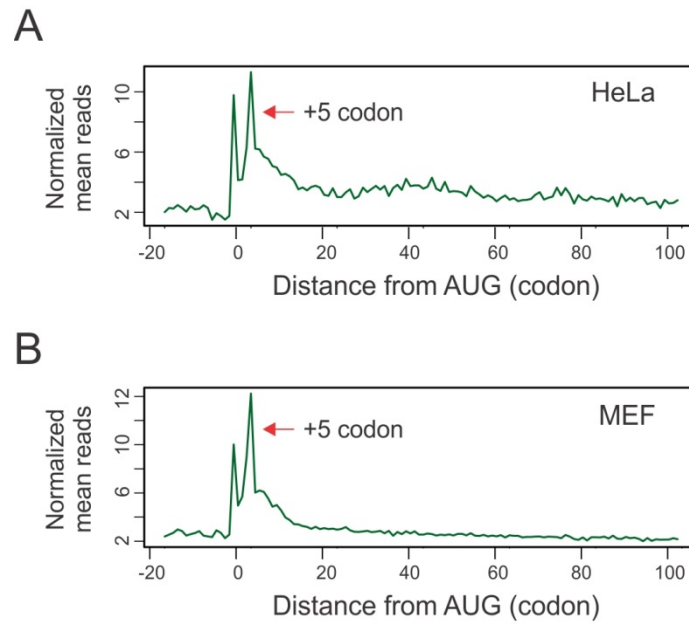 A
HeLa
+5 codon
Normalized
mean reads
10
6
2
-20 0 20 40 60 80 100
Distance from AUG (codon)
B
MEF
+5 codon
Normalized
mean reads
12
10
6
2
-20 0 20 40 60 80 100
Distance from AUG (codon)